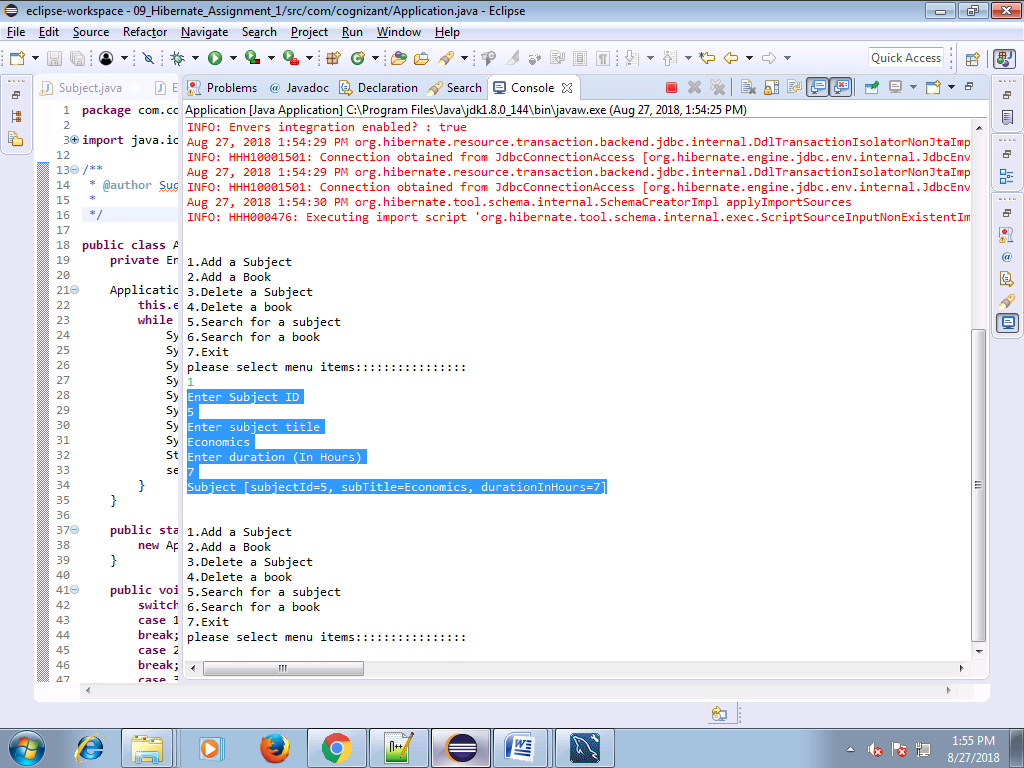 eclipse-workspace - 09_Hibernate_Assignment_1/src/com/cognizant/Application.java - Eclipse
File Edit Source Refactor Navigate Search Project Run Window Help
Quick Access
Subject.java
Problems Javadoc Declaration Search Console
Application [Java Application] C:\Program Files\Java\jdk1.8.0_144\bin\javaw.exe (Aug 27, 2018, 1:54:25 PM)
INFO: Envers integration enabled? : true
Aug 27, 2018 1:54:29 PM org.hibernate.resource.transaction.backend.jdbc.internal.DdlTransactionIsolatorNonJtaImp
INFO: HHH10001501: Connection obtained from JdbcConnectionAccess [org.hibernate.engine.jdbc.env.internal.JdbcEnv
Aug 27, 2018 1:54:29 PM org.hibernate.resource.transaction.backend.jdbc.internal.DdlTransactionIsolatorNonJtaImp
INFO: HHH10001501: Connection obtained from JdbcConnectionAccess [org.hibernate.engine.jdbc.env.internal.JdbcEnv
Aug 27, 2018 1:54:30 PM org.hibernate.tool.schema.internal.SchemaCreatorImpl applyImportSources
INFO: HHH000476: Executing import script 'org.hibernate.tool.schema.internal.exec.ScriptSourceInputNonExistentIm
1.Add a Subject
2.Add a Book
3.Delete a Subject
4.Delete a book
5.Search for a subject
6.Search for a book
7.Exit
please select menu items::::::::::::::::
1
Enter Subject ID
5
Enter subject title
Economics
Enter duration (In Hours)
7
Subject [subjectId=5, subTitle=Economics, durationInHours=7]
1.Add a Subject
2.Add a Book
3.Delete a Subject
4.Delete a book
5.Search for a subject
6.Search for a book
7.Exit
please select menu items::::::::::::::::
1 package com.co
2
3 import java.io
12
13 /**
14 * @author Sud
15 *
16 */
17
18 public class A
19 private En
20
21 Applicatio
22 this.e
23 while
24 Sy
25 Sy
26 Sy
27 Sy
28 Sy
29 Sy
30 Sy
31 Sy
32 St
33 se
34 }
35 }
36
37 public sta
38 new Ap
39 }
40
41 public voi
42 switch
43 case 1
44 break;
45 case 2
46 break;
47 case 3
1:55 PM
8/27/2018